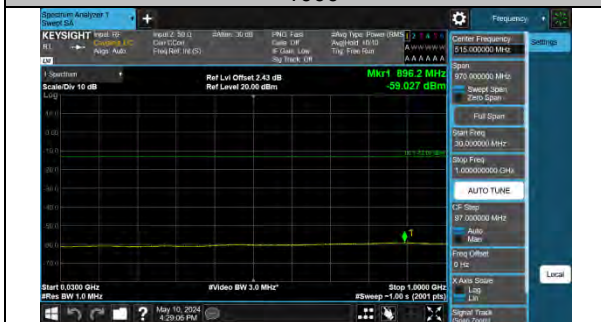 Spectrum Analyzer 1
Swept SA
+
Frequency
KEYSIGHT
Input: RF
Input Z: 50 Ω
#Atten: 30 dB
PNO: Fast
#Avg Type: Power (RMS)
Align: Auto
Freq Ref: Int (S)
Gate: Off
IF Gain: Low
Sig Track: Off
Avg|Hold: 10/10
Trig: Free Run
A W W W W W
A A A A A A
1 Spectrum
Scale/Div 10 dB
Log
Ref Lvl Offset 2.43 dB
Ref Level 20.00 dBm
Mkr1 896.2 MHz
-59.027 dBm
Start 0.0300 GHz
#Res BW 1.0 MHz
#Video BW 3.0 MHz*
Stop 1.0000 GHz
#Sweep ~1.00 s (2001 pts)
Center Frequency
515.000000 MHz
Settings
Span
970.000000 MHz
Swept Span
Zero Span
Full Span
Start Freq
30.000000 MHz
Stop Freq
1.000000000 GHz
AUTO TUNE
CF Step
97.000000 MHz
Auto
Man
Freq Offset
0 Hz
X Axis Scale
Log
Lin
Local
Signal Track
(Span Zoom)
?
May 10, 2024
4:29:06 PM